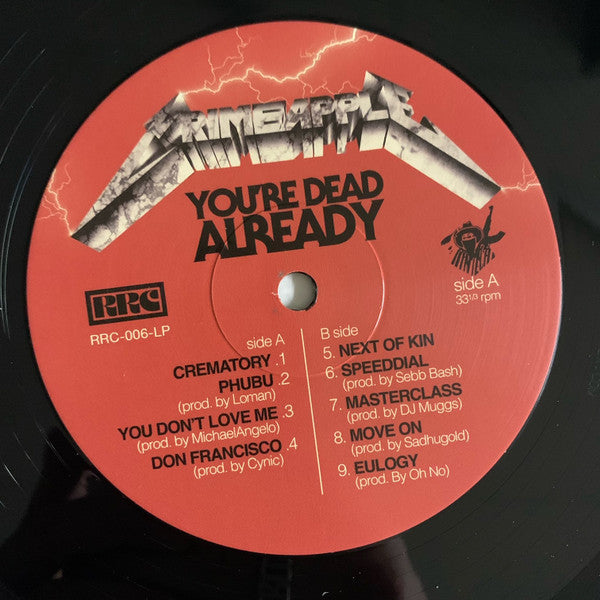 PRIMEAPPLE
YOU'RE DEAD
ALREADY
RRC
RRC-006-LP
side A
33 1/3 rpm
side A
CREMATORY .1
PHUBU .2
(prod. by Loman)
YOU DON'T LOVE ME .3
(prod. by MichaelAngelo)
DON FRANCISCO .4
(prod. by Cynic)
B side
5. NEXT OF KIN
6. SPEEDDIAL
(prod. by Sebb Bash)
7. MASTERCLASS
(prod. by DJ Muggs)
8. MOVE ON
(prod. by Sadhugold)
9. EULOGY
(prod. By Oh No)